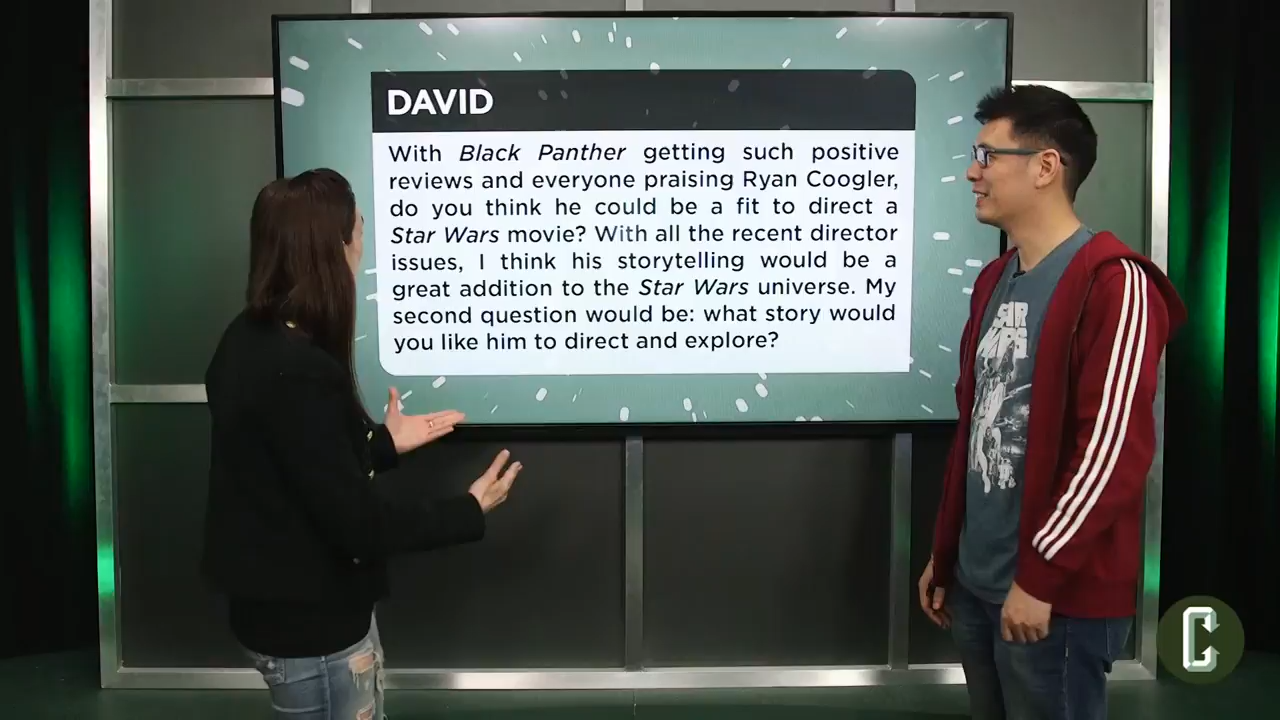 DAVID
With Black Panther getting such positive
reviews and everyone praising Ryan Coogler,
do you think he could be a fit to direct a
Star Wars movie? With all the recent director
issues, I think his storytelling would be a
great addition to the Star Wars universe. My
second question would be: what story would
you like him to direct and explore?
STAR
WARS